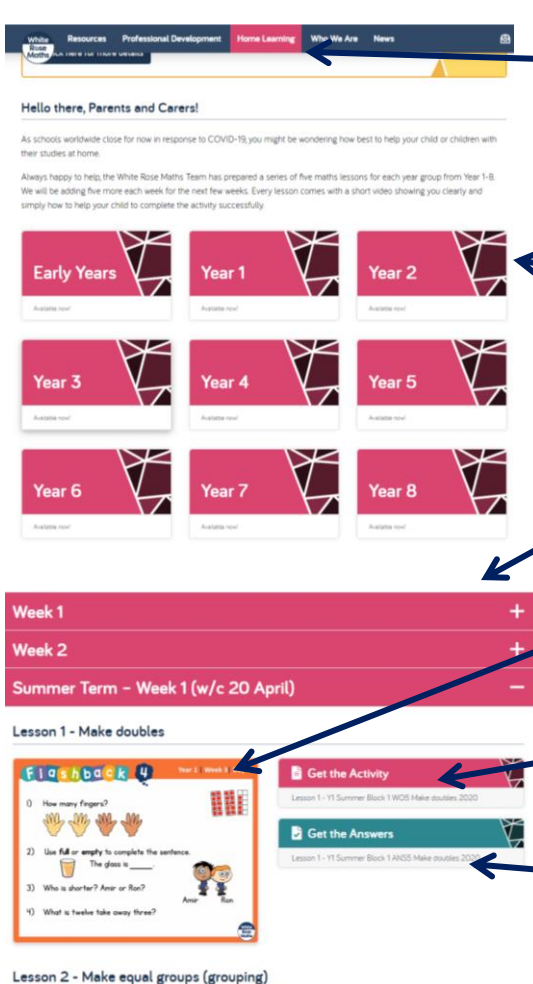 White Rose Maths
Resources Professional Development Home Learning Who We Are News
Click here for more details
Hello there, Parents and Carers!
As schools worldwide close for now in response to COVID-19, you might be wondering how best to help your child or children with
their studies at home.
Always happy to help, the White Rose Maths Team has prepared a series of five maths lessons for each year group from Year 1-8.
We will be adding five more each week for the next few weeks. Every lesson comes with a short video showing you clearly and
simply how to help your child to complete the activity successfully.
Early Years Year 1 Year 2
Available now! Available now! Available now!
Year 3 Year 4 Year 5
Available now! Available now! Available now!
Year 6 Year 7 Year 8
Available now! Available now! Available now!
Week 1 +
Week 2 +
Summer Term – Week 1 (w/c 20 April) –
Lesson 1 - Make doubles
Flashback 4 Year 1 | Week 1
1) How many fingers?
2) Use full or empty to complete the sentence.
The glass is _____.
3) Who is shorter? Amir or Ron?
Amir Ron
4) What is twelve take away three?
White Rose Maths
Get the Activity
Lesson 1 - Y1 Summer Block 1 WO5 Make doubles 2020
Get the Answers
Lesson 1 - Y1 Summer Block 1 ANS5 Make doubles 2020
Lesson 2 - Make equal groups (grouping)